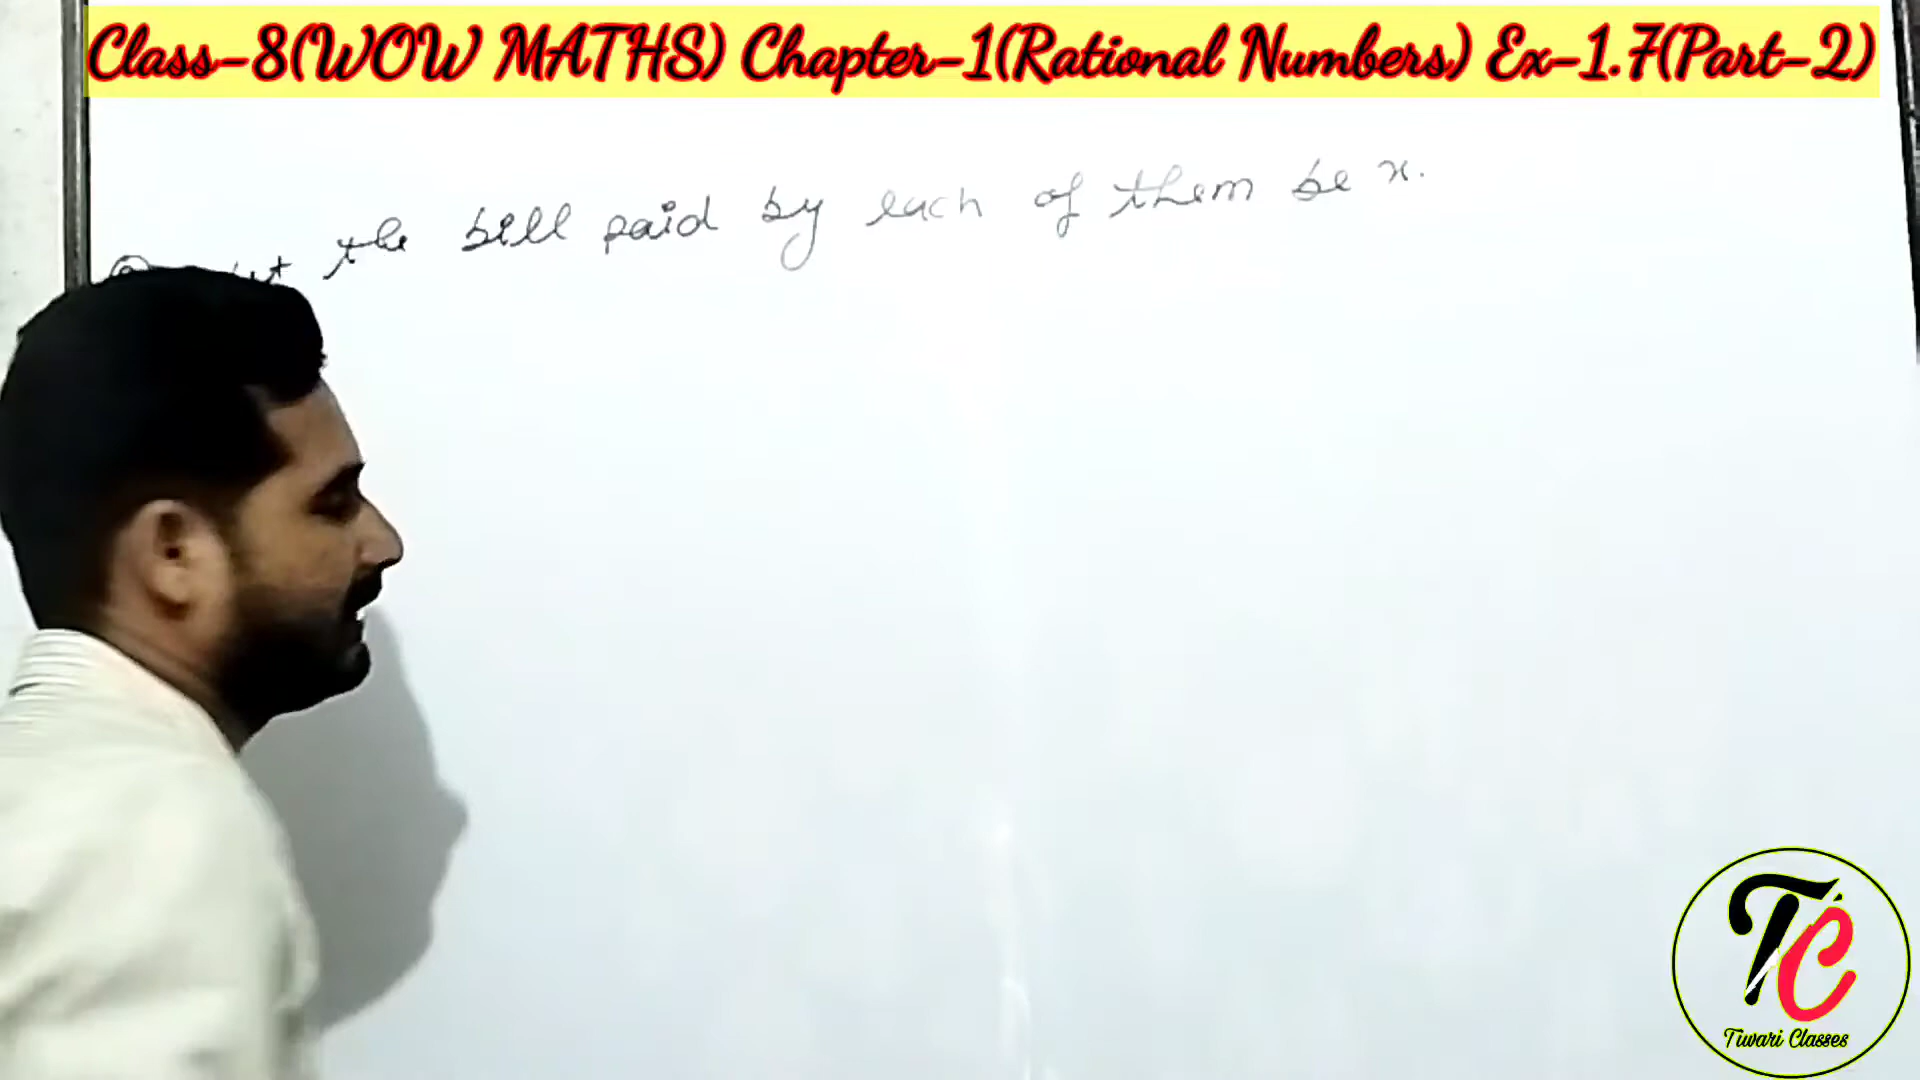 Class-8(WOW MATHS) Chapter-1(Rational Numbers) Ex-1.7(Part-2)
the bill paid by each of them be x.
TC
Tiwari Classes